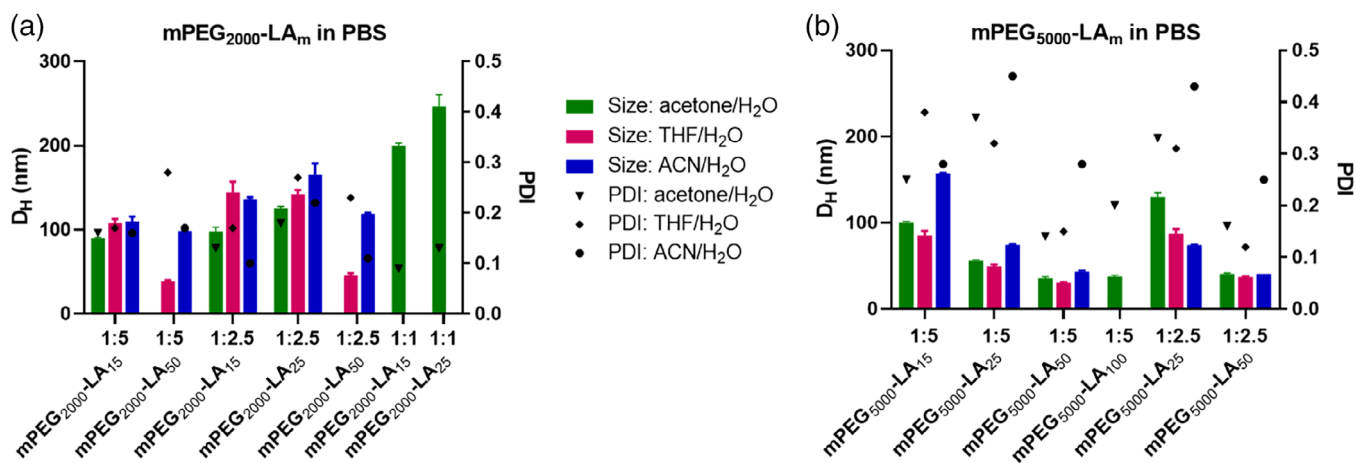 (a)
mPEG2000-LAm in PBS
300
200
100
0
DH (nm)
0.5
0.4
0.3
0.2
0.1
0.0
PDI
1:5 1:5 1:2.5 1:2.5 1:2.5 1:1 1:1
mPEG2000-LA15
mPEG2000-LA50
mPEG2000-LA15
mPEG2000-LA25
mPEG2000-LA50
mPEG2000-LA15
mPEG2000-LA25
Size: acetone/H2O
Size: THF/H2O
Size: ACN/H2O
PDI: acetone/H2O
PDI: THF/H2O
PDI: ACN/H2O
(b)
mPEG5000-LAm in PBS
300
200
100
0
DH (nm)
0.5
0.4
0.3
0.2
0.1
0.0
PDI
1:5 1:5 1:5 1:5 1:2.5 1:2.5
mPEG5000-LA15
mPEG5000-LA25
mPEG5000-LA50
mPEG5000-LA100
mPEG5000-LA25
mPEG5000-LA50